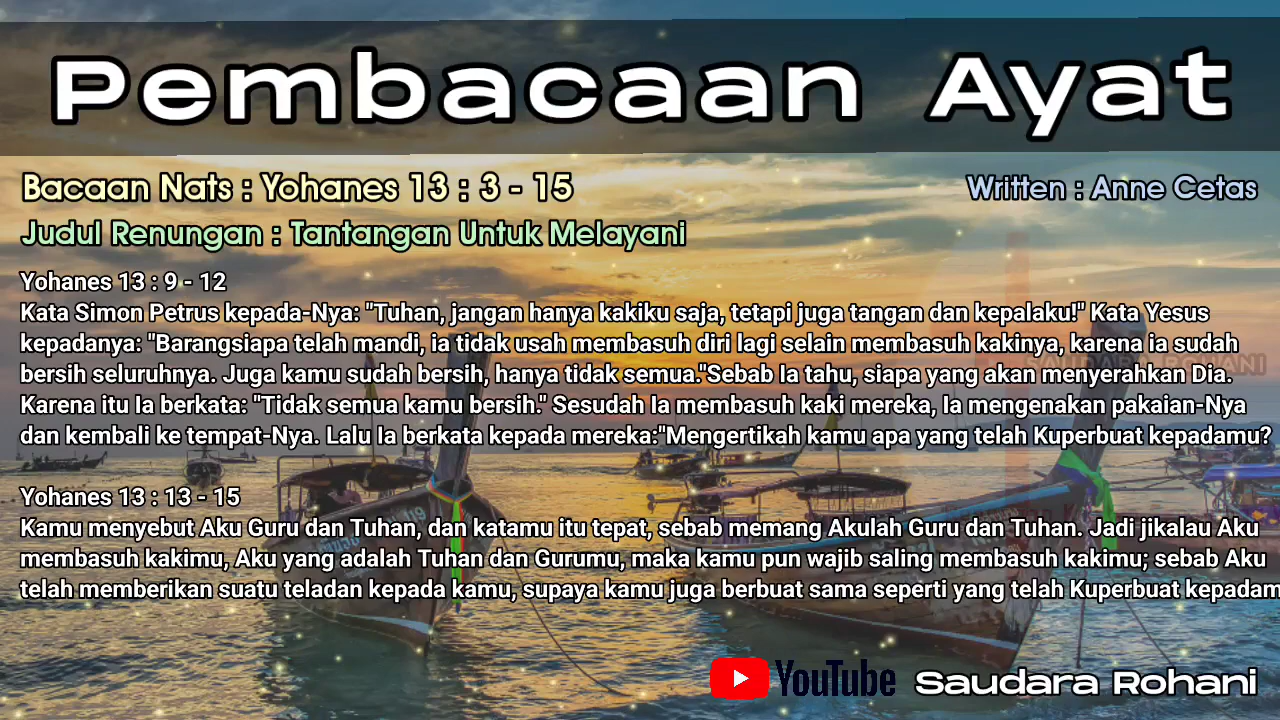 Pembacaan Ayat
Bacaan Nats : Yohanes 13 : 3 - 15
Written : Anne Cetas
Judul Renungan : Tantangan Untuk Melayani
Yohanes 13 : 9 - 12
Kata Simon Petrus kepada-Nya: "Tuhan, jangan hanya kakiku saja, tetapi juga tangan dan kepalaku!" Kata Yesus
kepadanya: "Barangsiapa telah mandi, ia tidak usah membasuh diri lagi selain membasuh kakinya, karena ia sudah
SAUDARA ROHANI
bersih seluruhnya. Juga kamu sudah bersih, hanya tidak semua."Sebab Ia tahu, siapa yang akan menyerahkan Dia.
Karena itu Ia berkata: "Tidak semua kamu bersih." Sesudah Ia membasuh kaki mereka, Ia mengenakan pakaian-Nya
dan kembali ke tempat-Nya. Lalu Ia berkata kepada mereka:"Mengertikah kamu apa yang telah Kuperbuat kepadamu?
Yohanes 13 : 13 - 15
Kamu menyebut Aku Guru dan Tuhan, dan katamu itu tepat, sebab memang Akulah Guru dan Tuhan. Jadi jikalau Aku
membasuh kakimu, Aku yang adalah Tuhan dan Gurumu, maka kamu pun wajib saling membasuh kakimu; sebab Aku
telah memberikan suatu teladan kepada kamu, supaya kamu juga berbuat sama seperti yang telah Kuperbuat kepadam
YouTube
Saudara Rohani